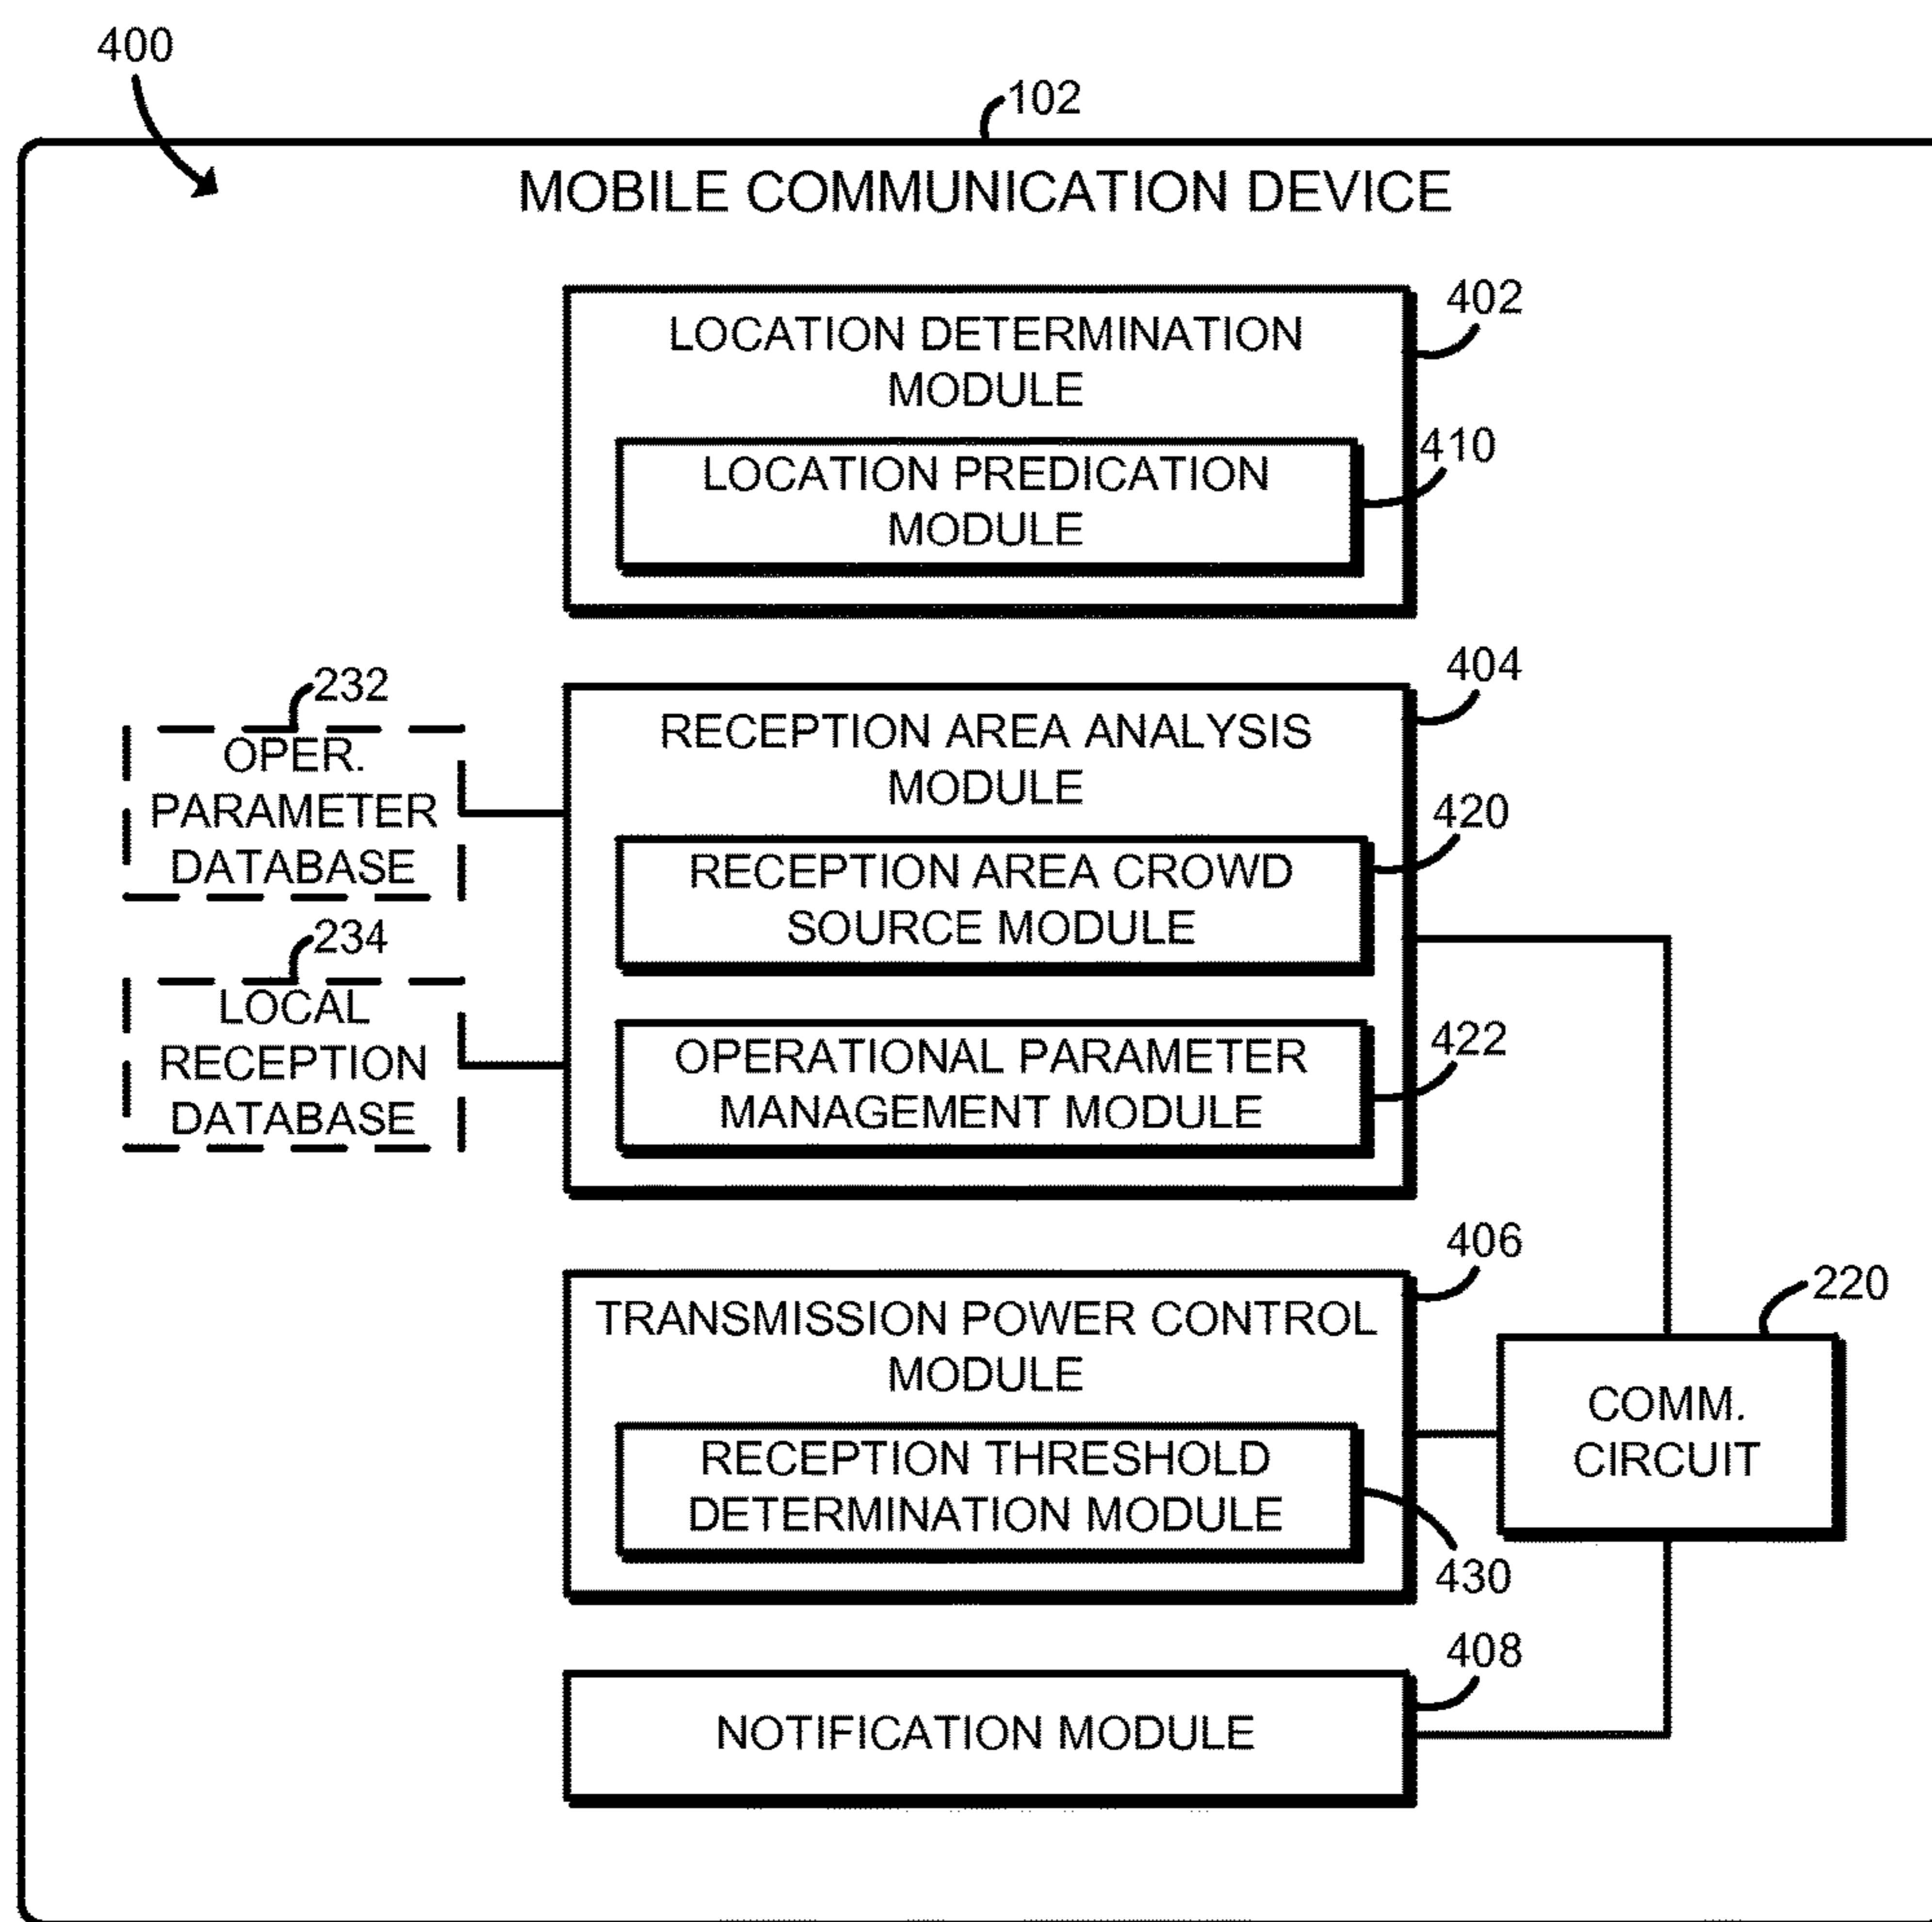 400
102
MOBILE COMMUNICATION DEVICE
402
LOCATION DETERMINATION
MODULE
410
LOCATION PREDICATION
MODULE
404
232
OPER.
PARAMETER
DATABASE
RECEPTION AREA ANALYSIS
MODULE
420
RECEPTION AREA CROWD
SOURCE MODULE
234
LOCAL
RECEPTION
DATABASE
422
OPERATIONAL PARAMETER
MANAGEMENT MODULE
406
TRANSMISSION POWER CONTROL
MODULE
220
COMM.
CIRCUIT
RECEPTION THRESHOLD
DETERMINATION MODULE
430
408
NOTIFICATION MODULE